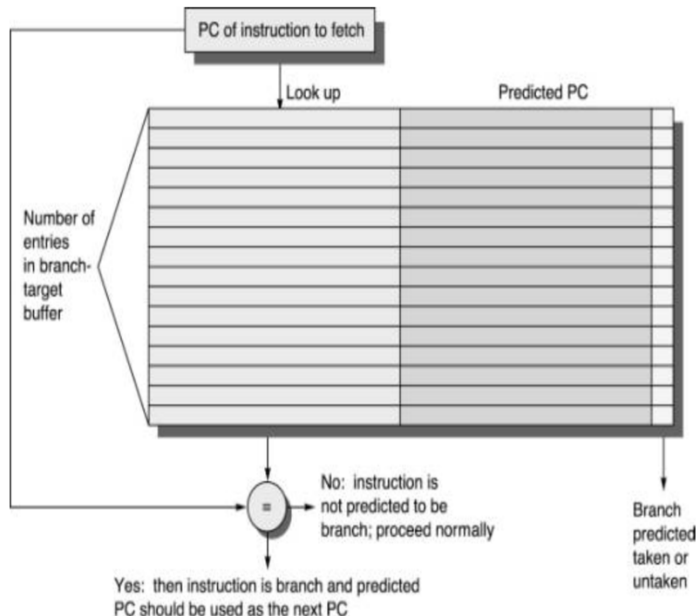 PC of instruction to fetch
Look up
Predicted PC
Number of
entries
in branch-
target
buffer
=
No: instruction is
not predicted to be
branch; proceed normally
Branch
predicted
taken or
untaken
Yes: then instruction is branch and predicted
PC should be used as the next PC